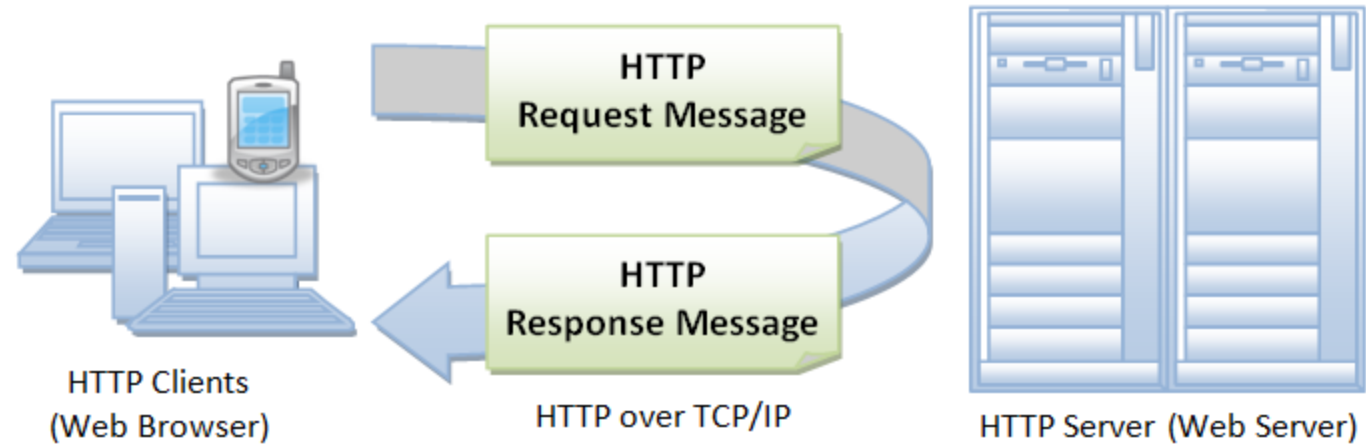 HTTP
Request Message
HTTP
Response Message
HTTP Clients
(Web Browser)
HTTP over TCP/IP
HTTP Server (Web Server)